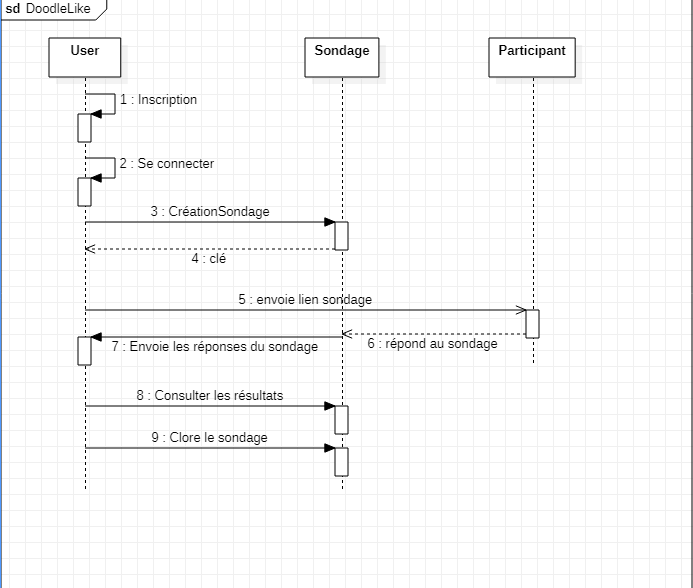 sd DoodleLike
User
Sondage
Participant
1 : Inscription
2 : Se connecter
3 : CréationSondage
4 : clé
5 : envoie lien sondage
6 : répond au sondage
7 : Envoie les réponses du sondage
8 : Consulter les résultats
9 : Clore le sondage